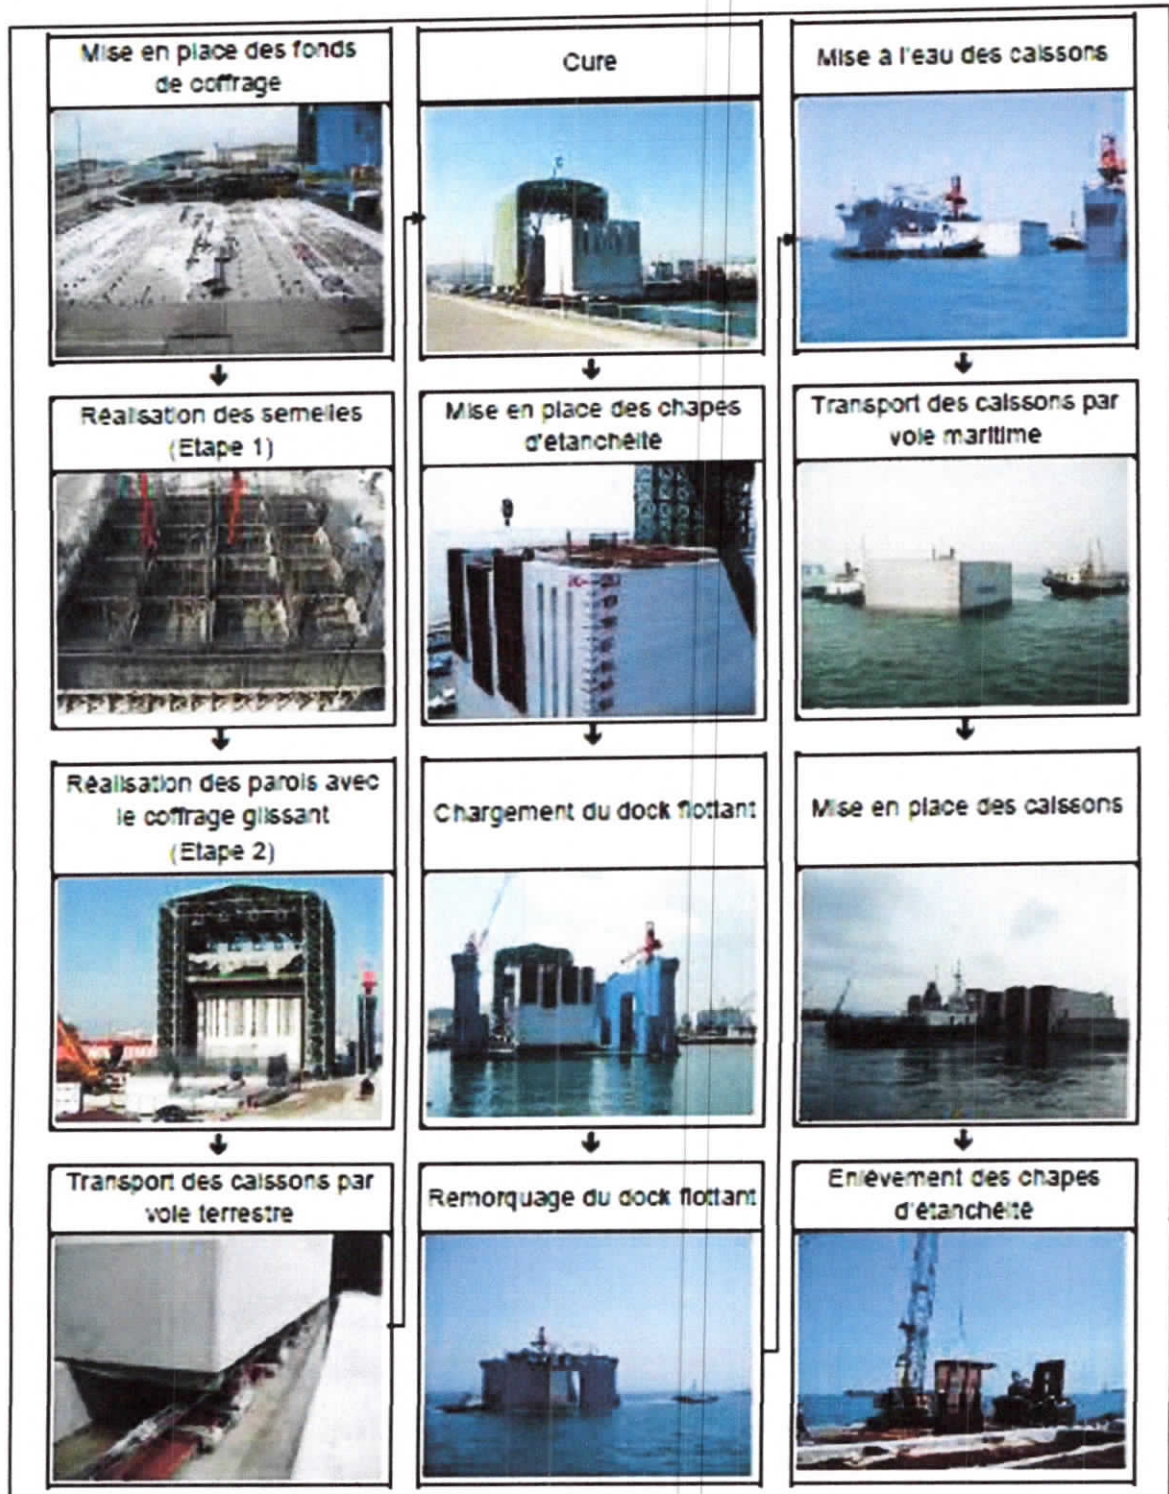 Mise en place des fonds
de coffrage
Réalisation des semelles
(Etape 1)
Réalisation des parois avec
le coffrage glissant
(Etape 2)
Transport des caissons par
voie terrestre
Cure
Mise en place des chapes
d'étanchéité
Chargement du dock flottant
Remorquage du dock flottant
Mise à l'eau des caissons
Transport des caissons par
voie maritime
Mise en place des caissons
Enlèvement des chapes
d'étanchéité